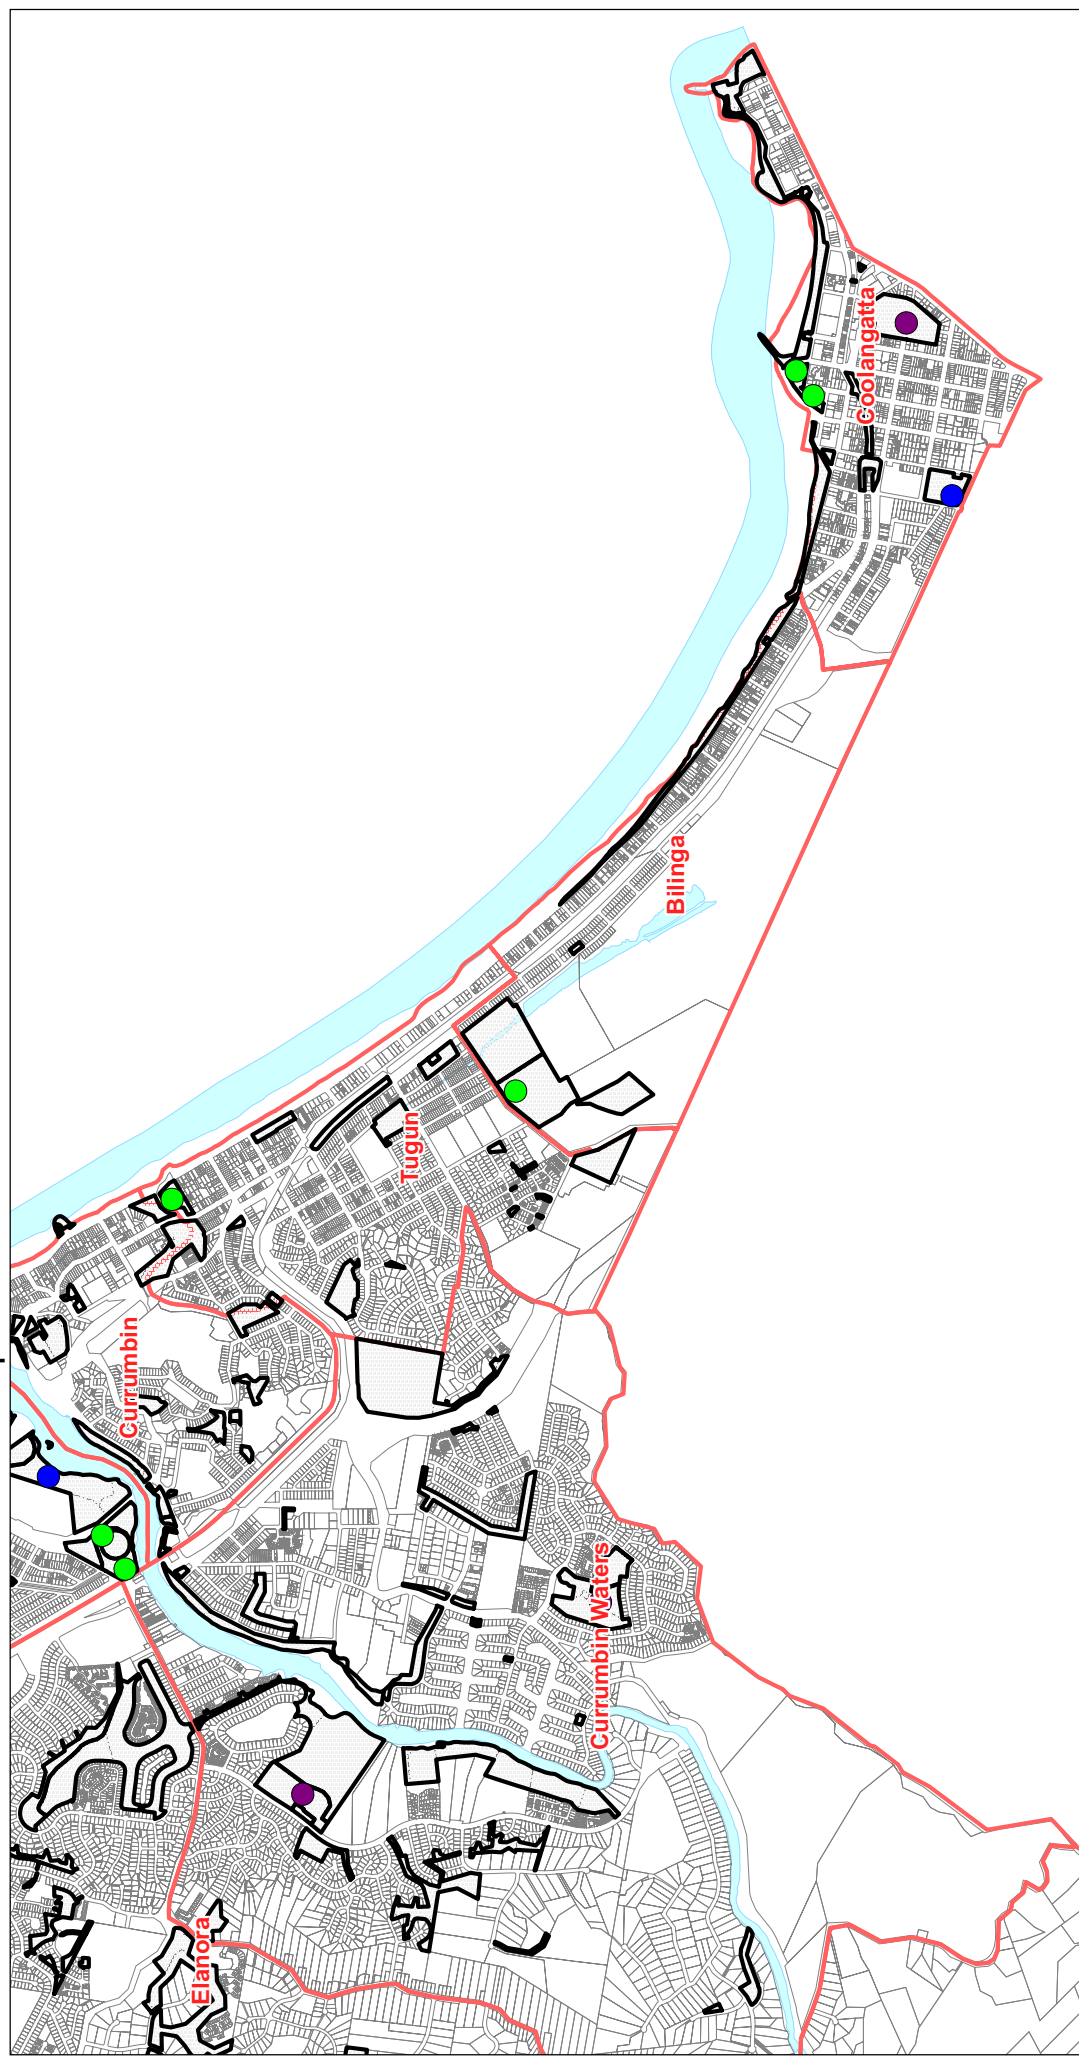 Coolangatta
Bilinga
Tugun
Currumbin
Currumbin Waters
Elanora